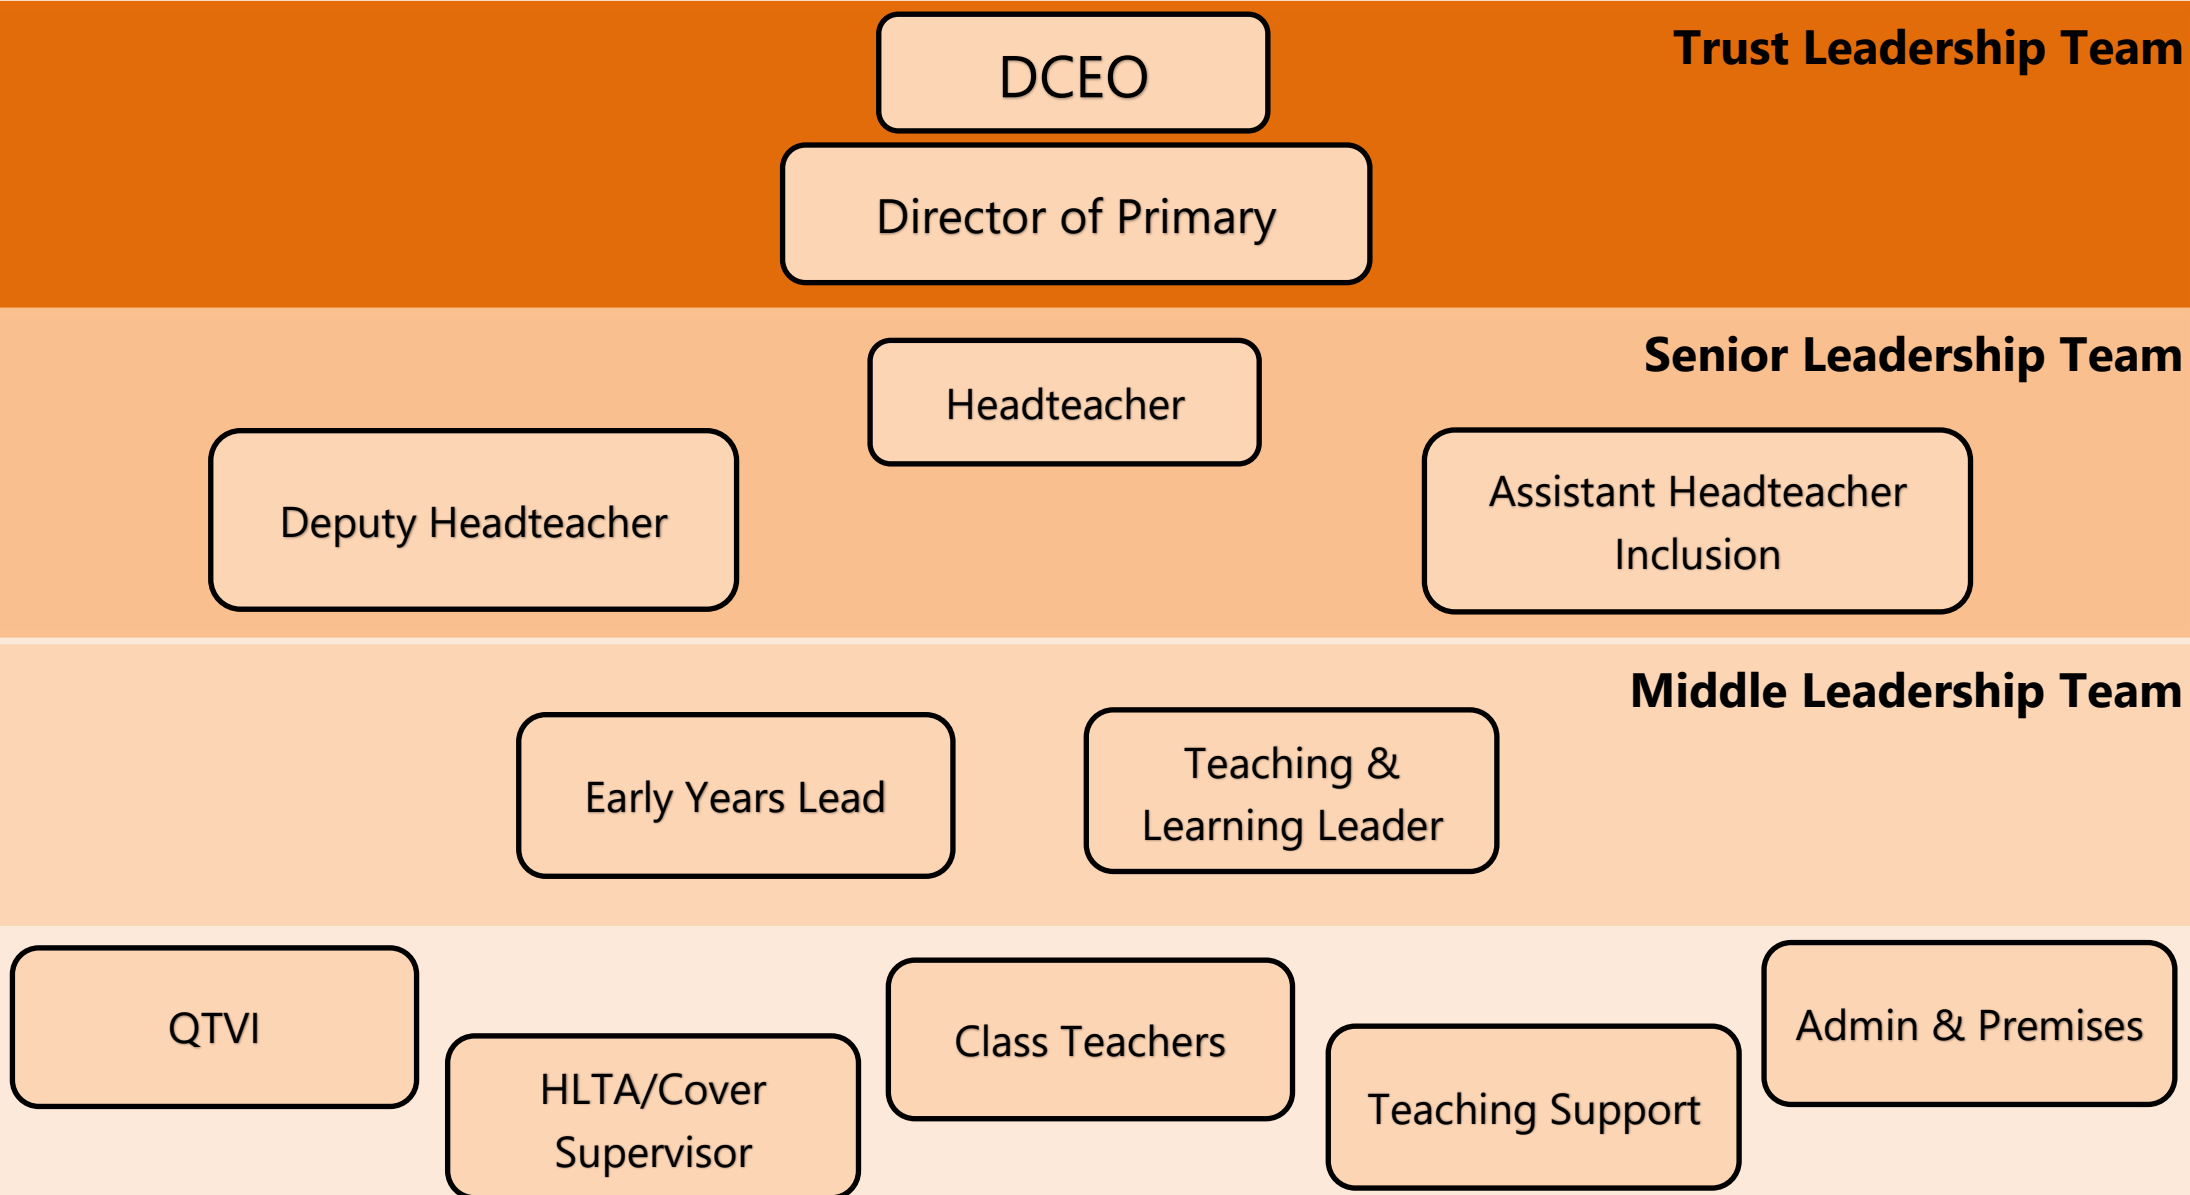 Trust Leadership Team
DCEO
Director of Primary
Senior Leadership Team
Headteacher
Deputy Headteacher
Assistant Headteacher
Inclusion
Middle Leadership Team
Early Years Lead
Teaching &
Learning Leader
QTVI
HLTA/Cover
Supervisor
Class Teachers
Teaching Support
Admin & Premises